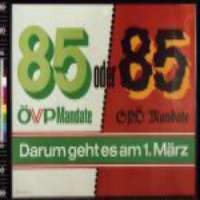 85 oder 85
ÖVP Mandate SPÖ Mandate
Darum geht es am 1. März